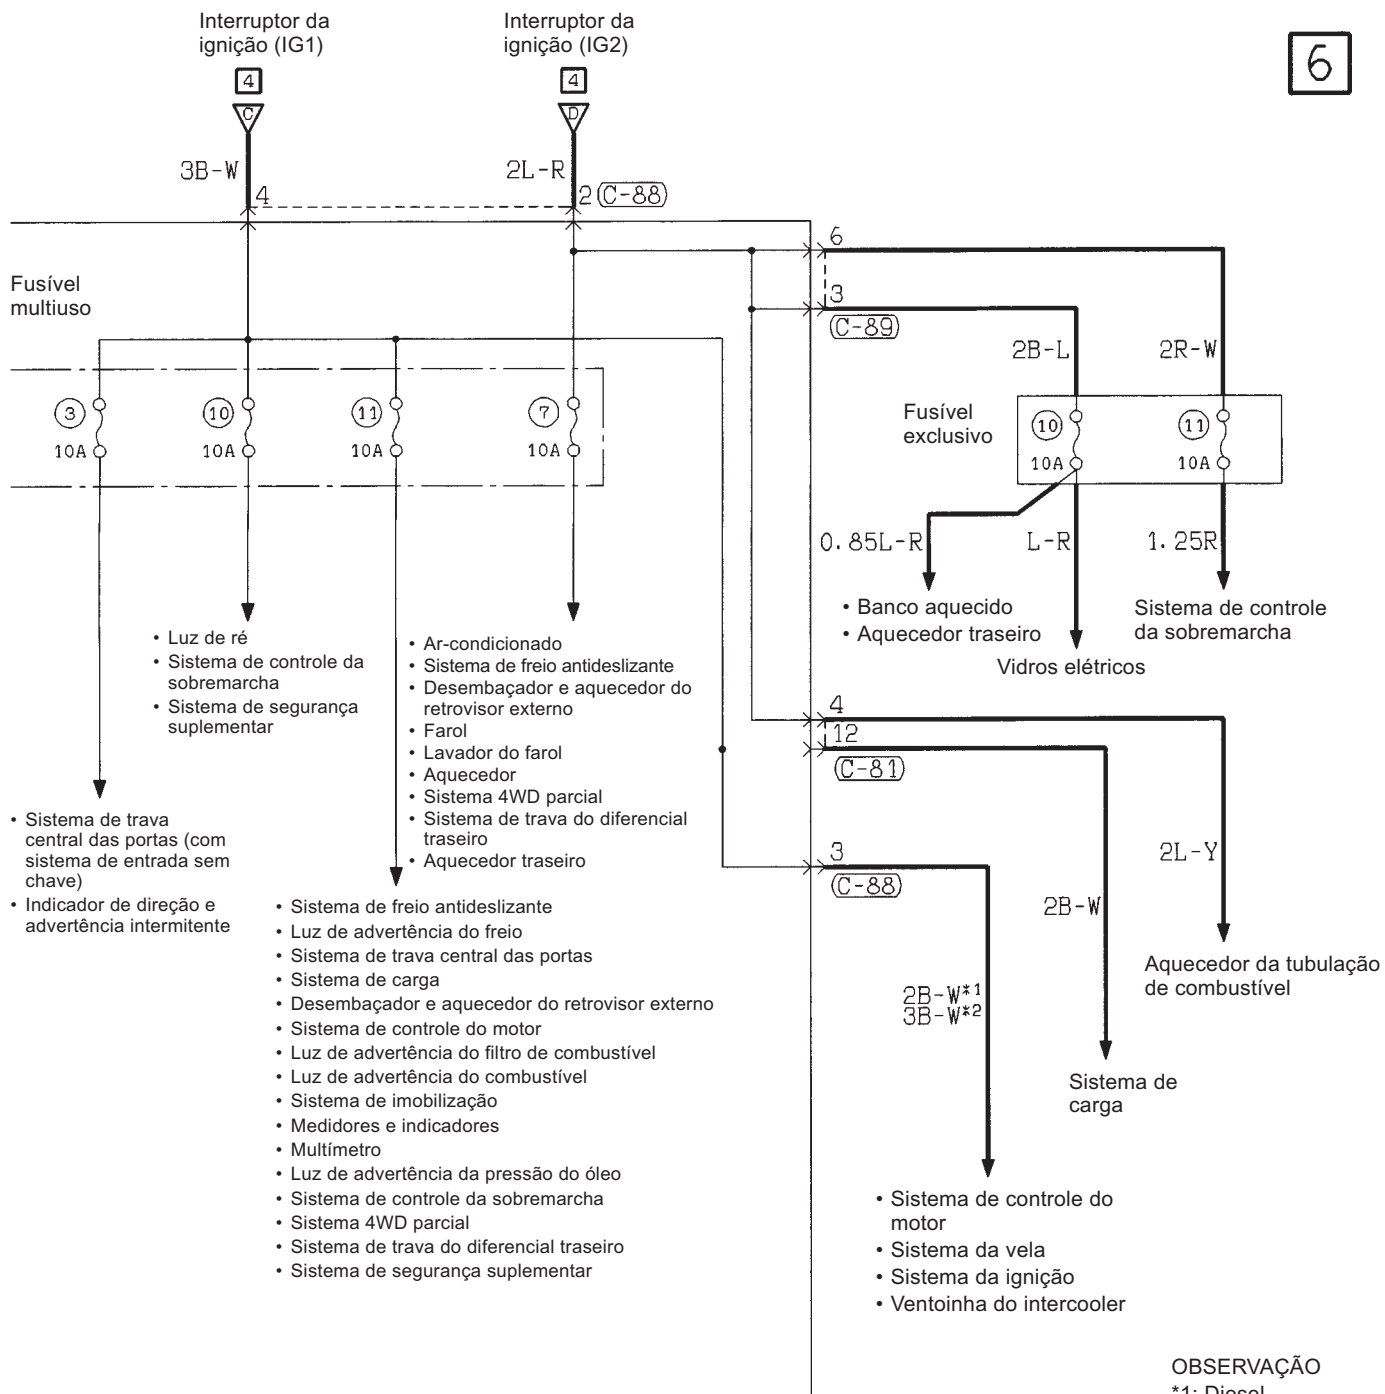 Interruptor da
ignição (IG1)
Interruptor da
ignição (IG2)
6
4
4
C
D
3B-W
2L-R
4
2 (C-88)
6
Fusível
multiuso
3
(C-89)
2B-L
2R-W
3
10
11
7
10A
10A
10A
10A
Fusível
exclusivo
10
11
10A
10A
0.85L-R
L-R
1.25R
• Banco aquecido
• Aquecedor traseiro
Sistema de controle
da sobremarcha
Vidros elétricos
• Luz de ré
• Sistema de controle da
sobremarcha
• Sistema de segurança
suplementar
• Ar-condicionado
• Sistema de freio antideslizante
• Desembaçador e aquecedor do
retrovisor externo
• Farol
• Lavador do farol
• Aquecedor
• Sistema 4WD parcial
• Sistema de trava do diferencial
traseiro
• Aquecedor traseiro
4
12
(C-81)
• Sistema de trava
central das portas (com
sistema de entrada sem
chave)
• Indicador de direção e
advertência intermitente
3
(C-88)
2L-Y
2B-W
• Sistema de freio antideslizante
• Luz de advertência do freio
• Sistema de trava central das portas
• Sistema de carga
• Desembaçador e aquecedor do retrovisor externo
• Sistema de controle do motor
• Luz de advertência do filtro de combustível
• Luz de advertência do combustível
• Sistema de imobilização
• Medidores e indicadores
• Multímetro
• Luz de advertência da pressão do óleo
• Sistema de controle da sobremarcha
• Sistema 4WD parcial
• Sistema de trava do diferencial traseiro
• Sistema de segurança suplementar
Aquecedor da tubulação
de combustível
2B-W*1
3B-W*2
Sistema de
carga
• Sistema de controle do
motor
• Sistema da vela
• Sistema da ignição
• Ventoinha do intercooler
OBSERVAÇÃO
*1: Diesel